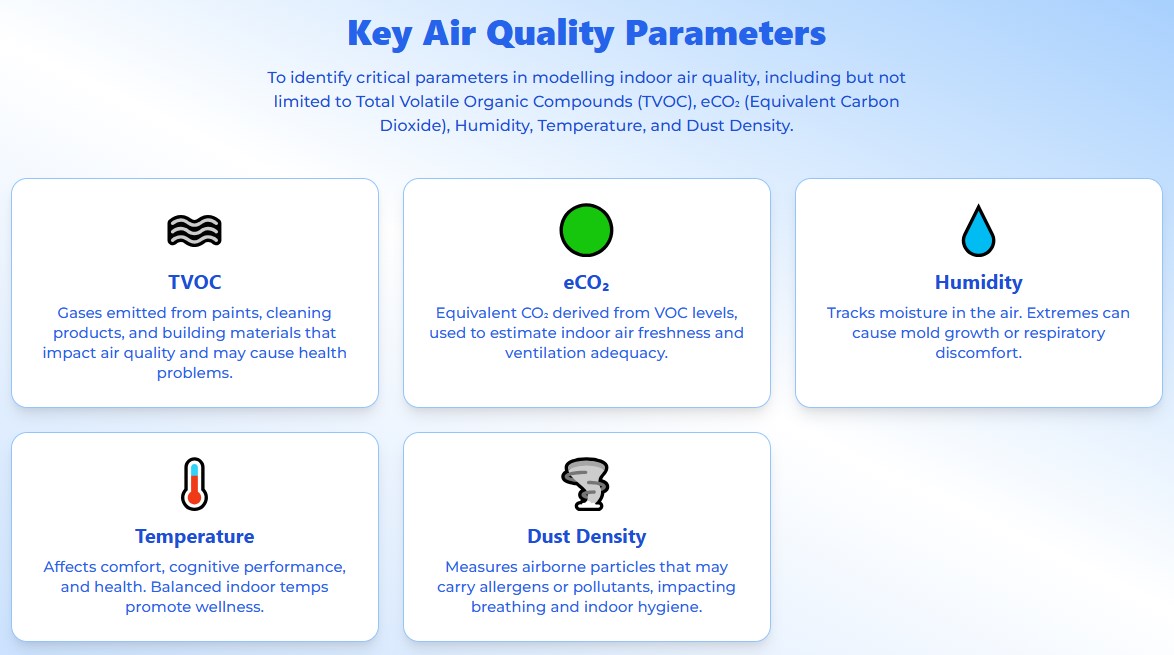 Key Air Quality Parameters
To identify critical parameters in modelling indoor air quality, including but not
limited to Total Volatile Organic Compounds (TVOC), eCO₂ (Equivalent Carbon
Dioxide), Humidity, Temperature, and Dust Density.
TVOC
Gases emitted from paints, cleaning
products, and building materials that
impact air quality and may cause health
problems.
eCO₂
Equivalent CO₂ derived from VOC levels,
used to estimate indoor air freshness and
ventilation adequacy.
Humidity
Tracks moisture in the air. Extremes can
cause mold growth or respiratory
discomfort.
Temperature
Affects comfort, cognitive performance,
and health. Balanced indoor temps
promote wellness.
Dust Density
Measures airborne particles that may
carry allergens or pollutants, impacting
breathing and indoor hygiene.